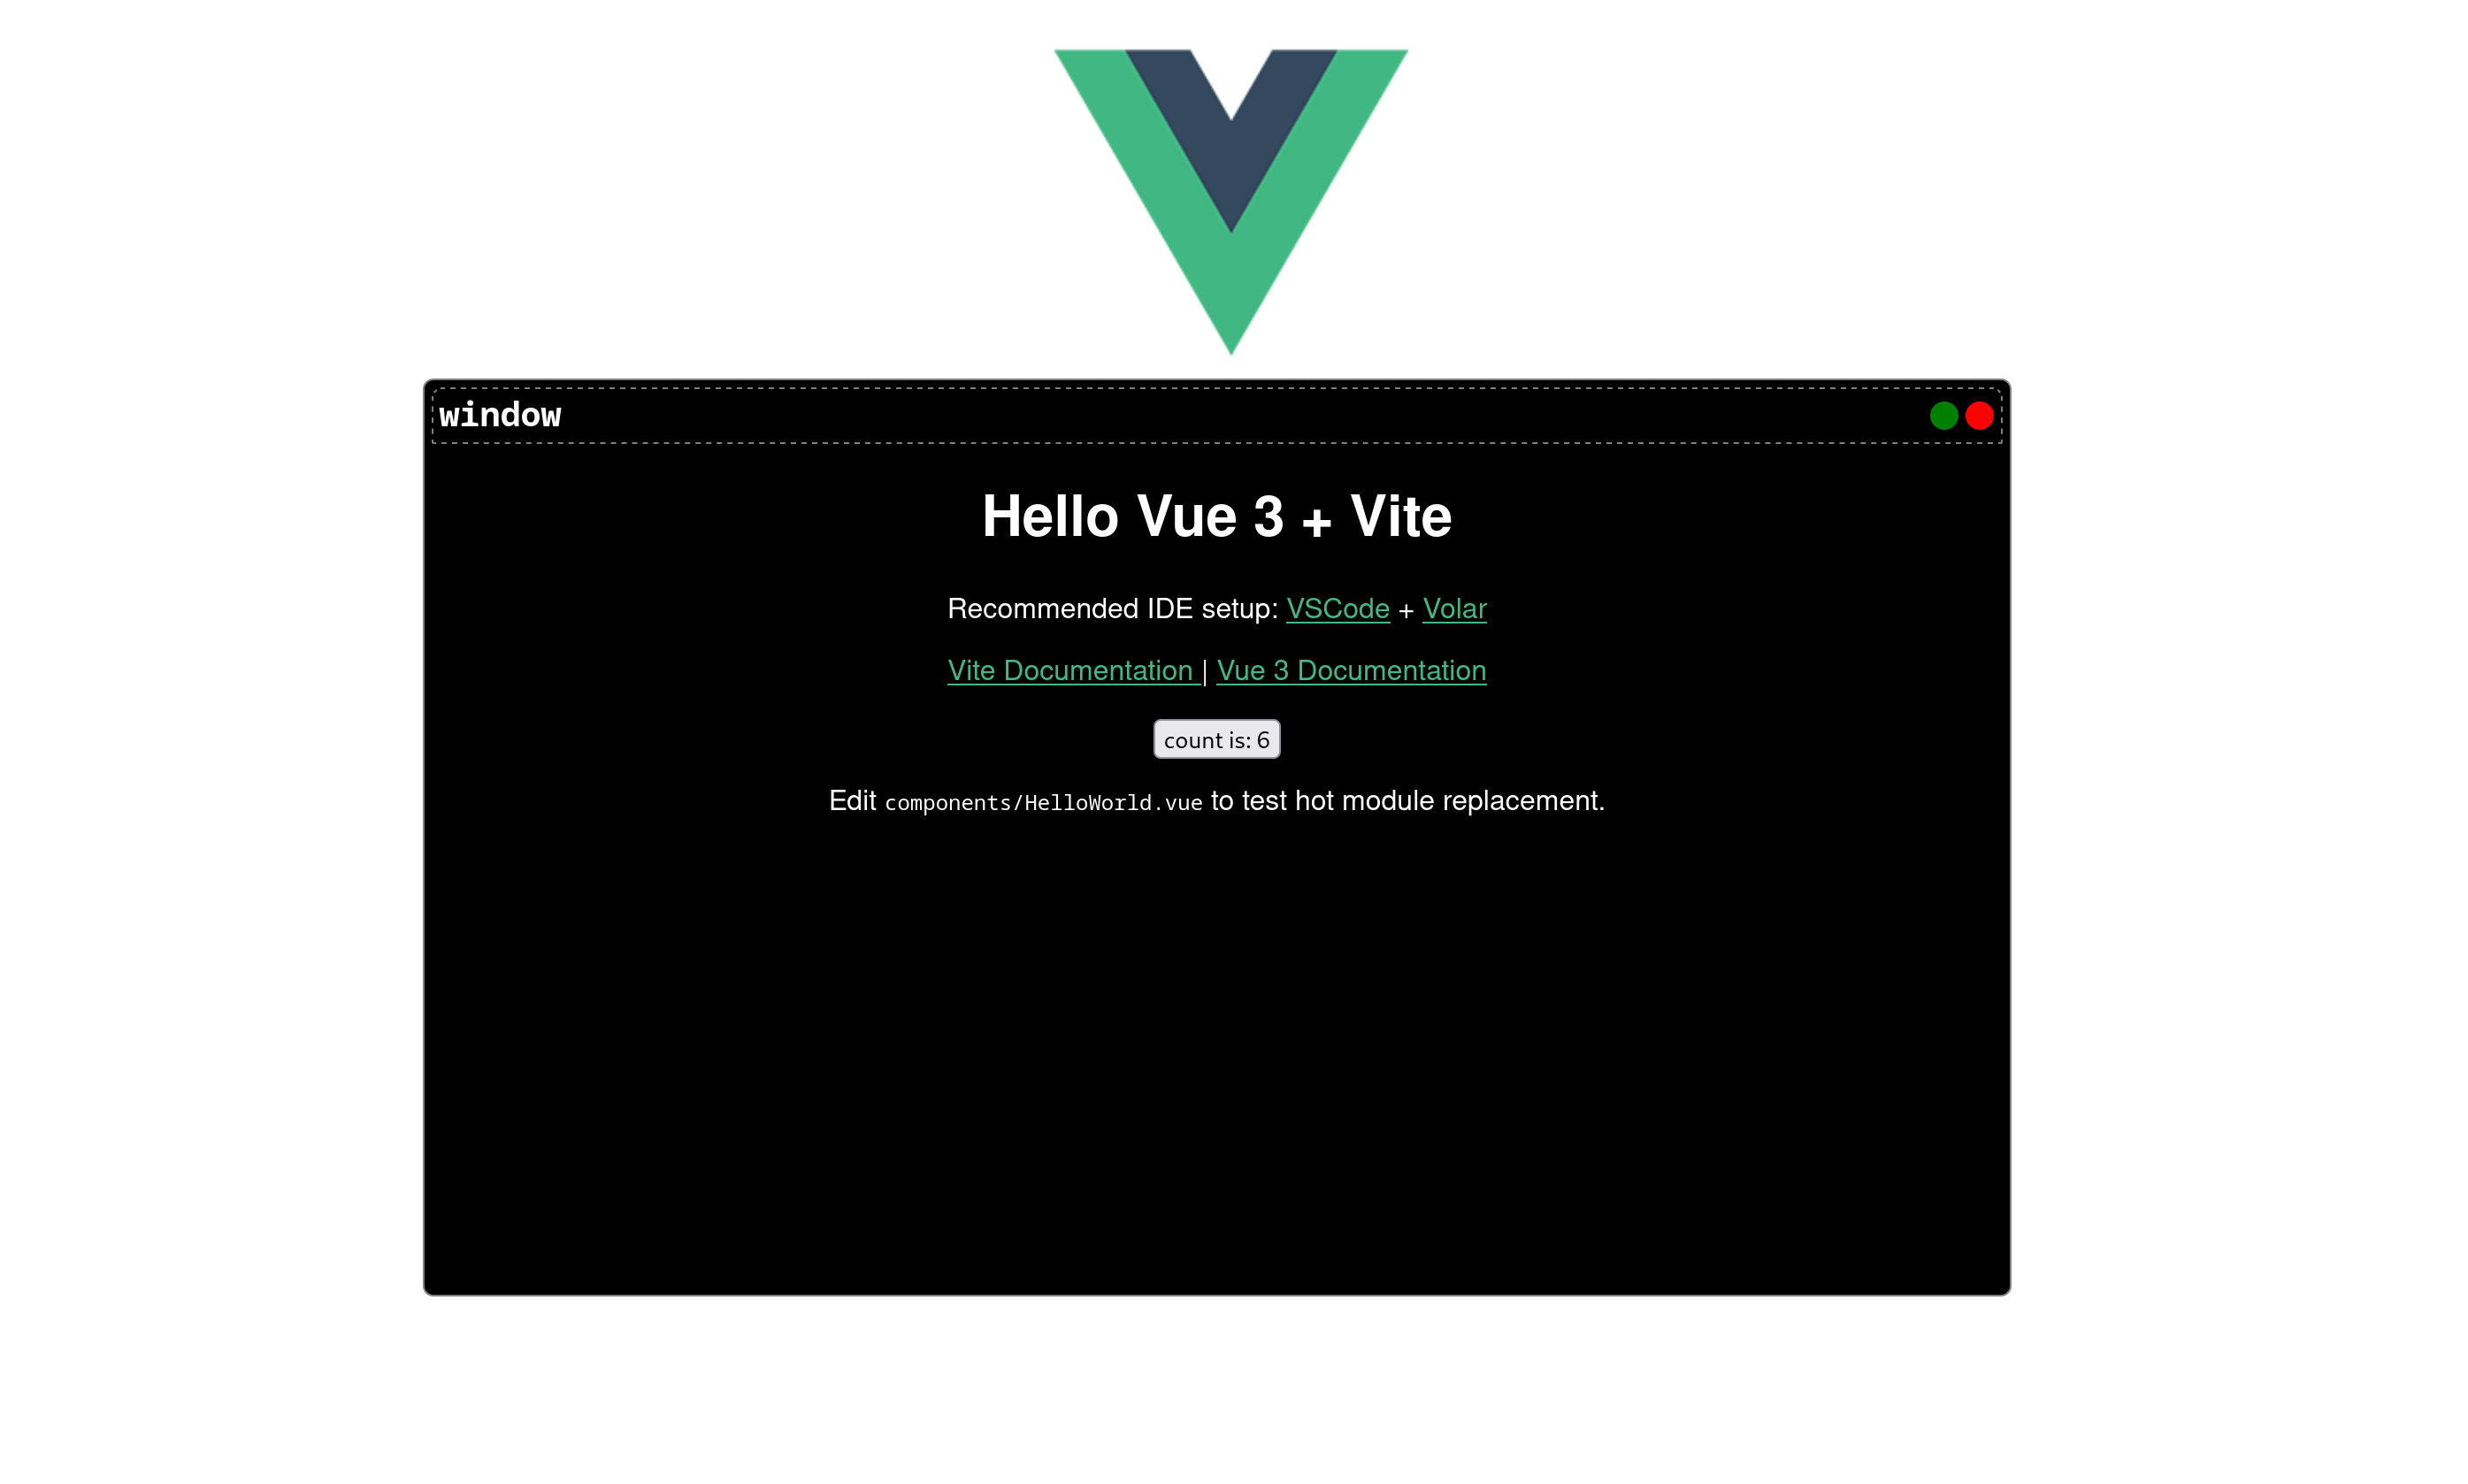 window
Hello Vue 3 + Vite
Recommended IDE setup: VSCode + Volar
Vite Documentation | Vue 3 Documentation
count is: 6
Edit components/HelloWorld.vue to test hot module replacement.